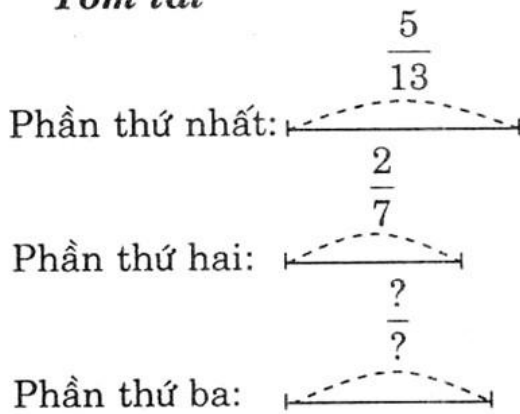 Tóm tắt
5
13
Phần thứ nhất:
2
7
Phần thứ hai:
?
?
Phần thứ ba: